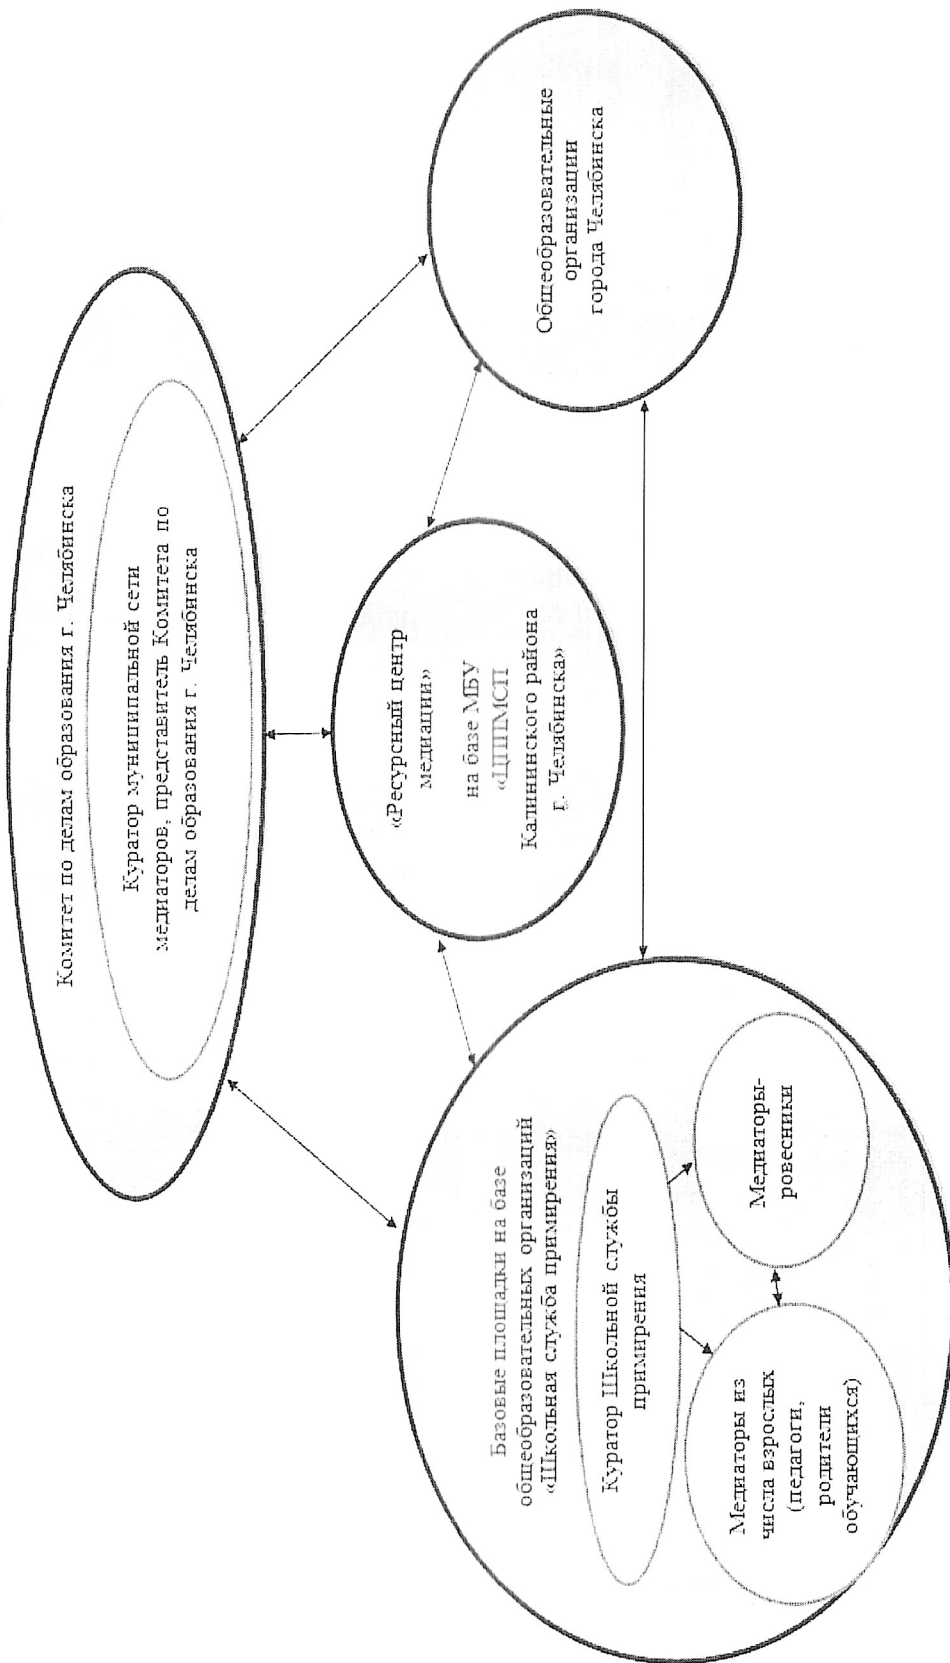 Комитет по делам образования г. Челябинска
Куратор муниципальной сети
медиаторов, представитель Комитета по
делам образования г. Челябинска
«Ресурсный центр
медиации»
на базе МБУ
«ЦППМСП
Калининского района
г. Челябинска»
Общеобразовательные
организации
города Челябинска
Базовые площадки на базе
общеобразовательных организаций
«Школьная служба примирения»
Куратор Школьной службы
примирения
Медиаторы из
числа взрослых
(педагоги,
родители
обучающихся)
Медиаторы-
ровесники